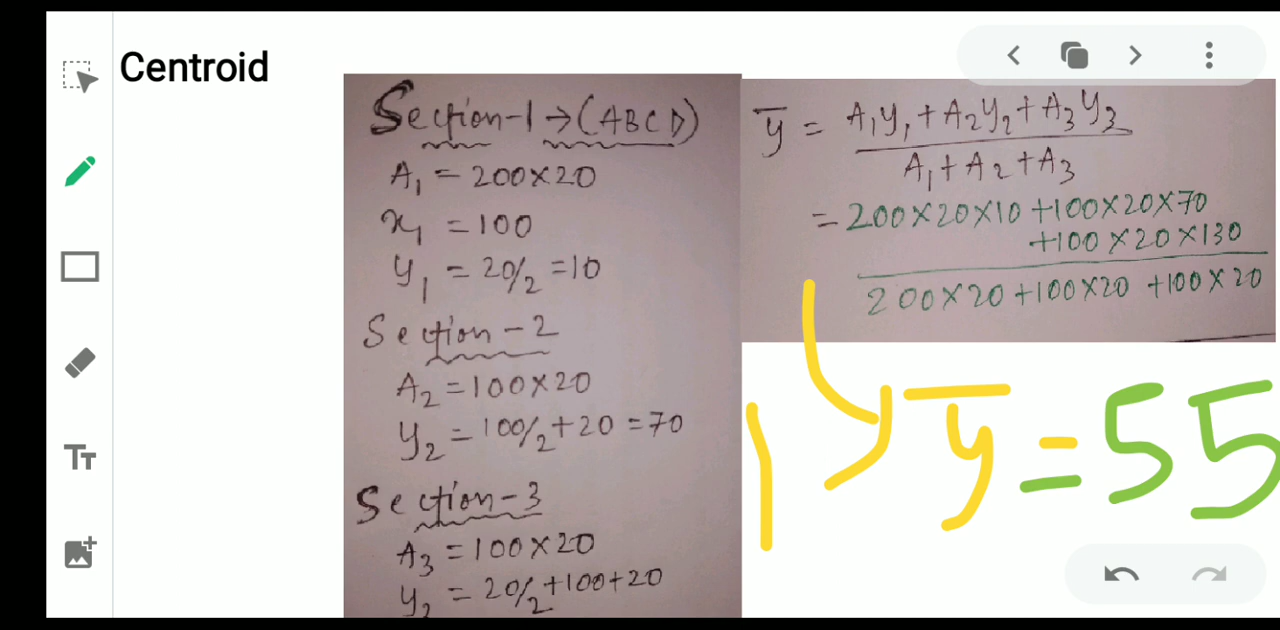 Centroid
Section-1 → (ABCD)
A₁ = 200×20
x₁ = 100
y₁ = 20/2 = 10
Section-2
A₂ = 100×20
y₂ = 100/2+20 = 70
Section-3
A₃ = 100×20
y₂ = 20/2+100+20
y̅ = A₁y₁+A₂y₂+A₃y₃
A₁+A₂+A₃
= 200×20×10+100×20×70
+100×20×130
200×20+100×20+100×20
y̅ = 55
Tт